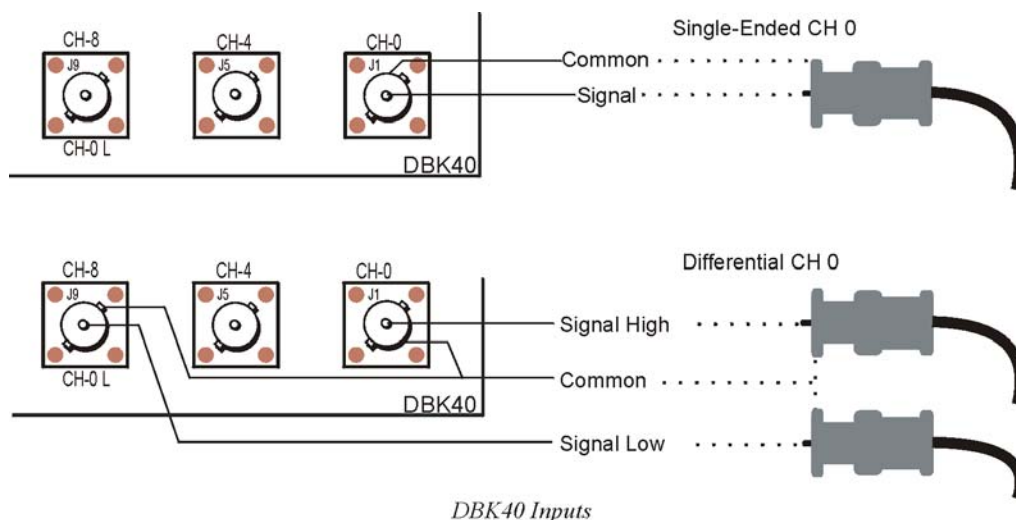 CH-8
CH-4
CH-0
Single-Ended CH 0
J9
J5
J1
Common
Signal
CH-0 L
DBK40
CH-8
CH-4
CH-0
Differential CH 0
J9
J5
J1
Signal High
CH-0 L
Common
DBK40
Signal Low
DBK40 Inputs